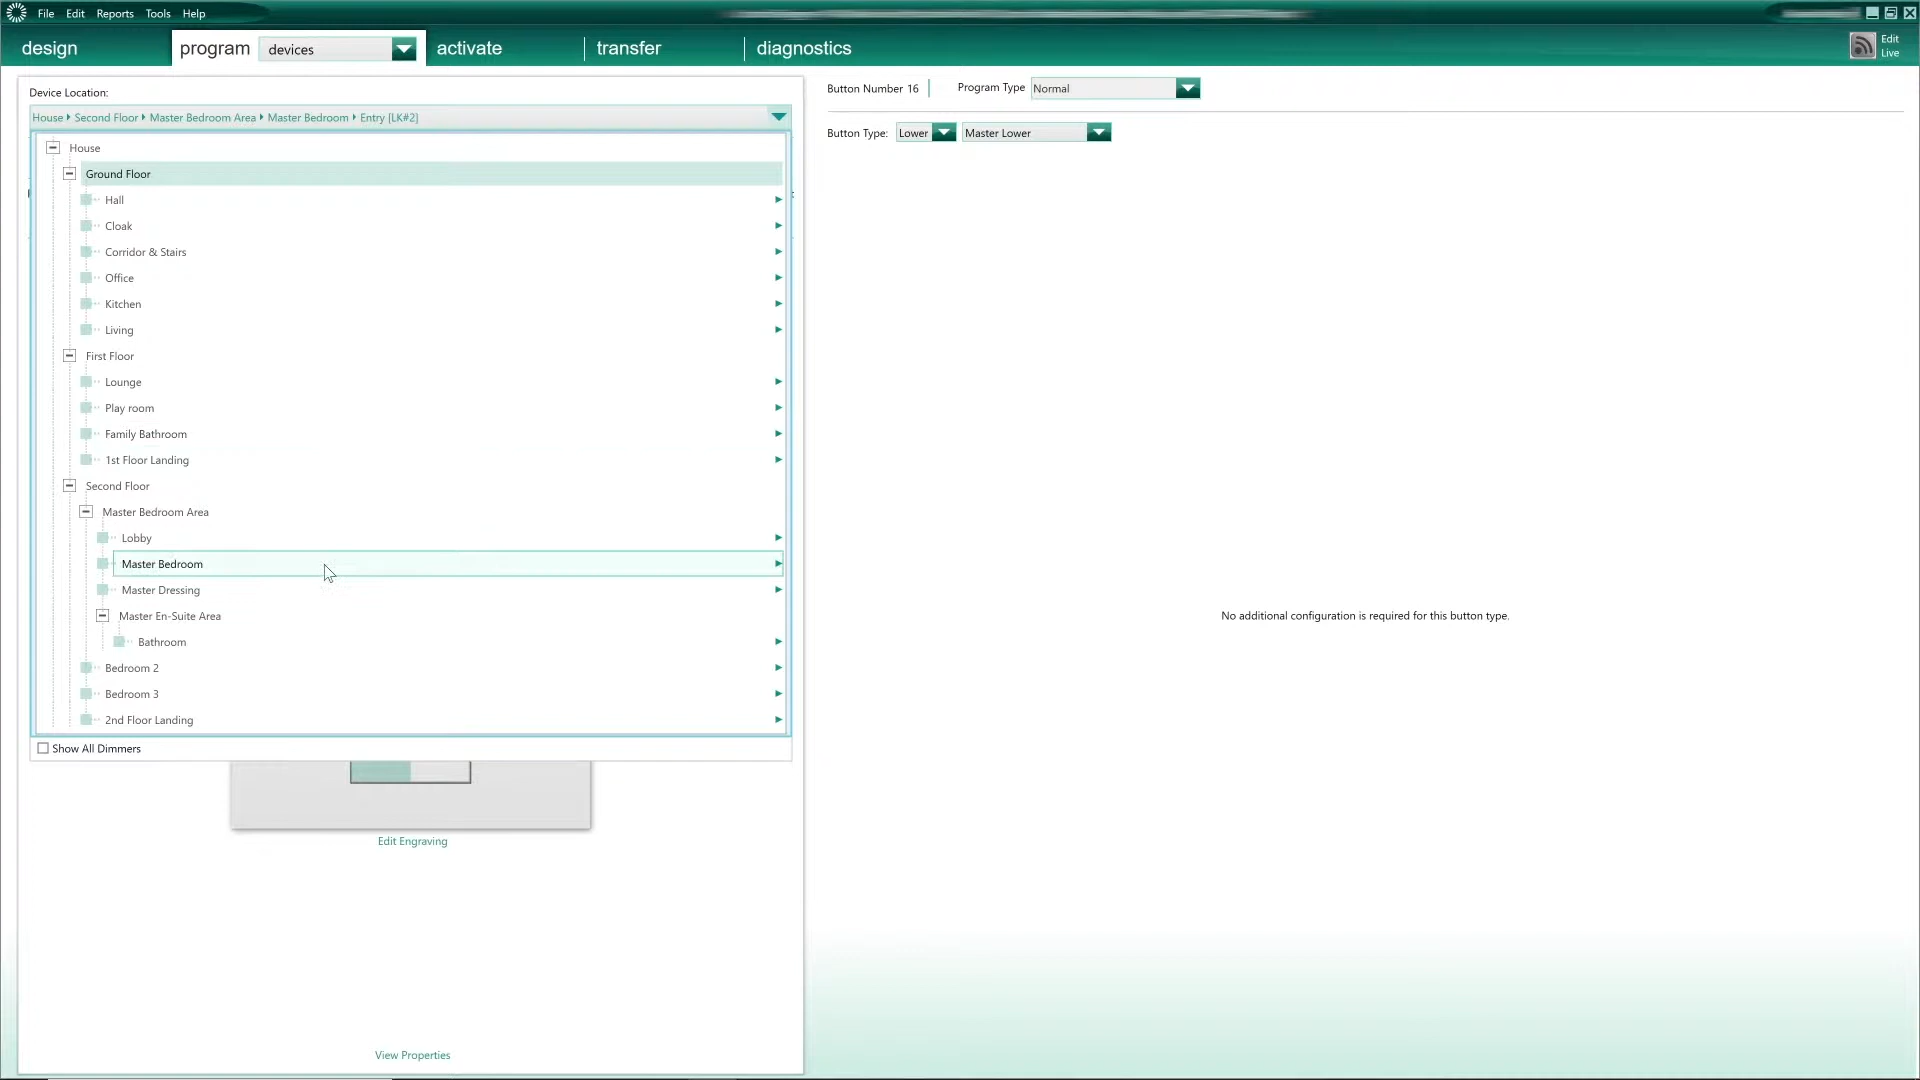 File Edit Reports Tools Help
design program devices activate transfer diagnostics Edit Live
Device Location:
House Second Floor Master Bedroom Area Master Bedroom Entry [LK#2]
House
Ground Floor
Hall
Cloak
Corridor & Stairs
Office
Kitchen
Living
First Floor
Lounge
Play room
Family Bathroom
1st Floor Landing
Second Floor
Master Bedroom Area
Lobby
Master Bedroom
Master Dressing
Master En-Suite Area
Bathroom
Bedroom 2
Bedroom 3
2nd Floor Landing
Show All Dimmers
Edit Engraving
View Properties
Button Number 16 Program Type Normal
Button Type: Lower Master Lower
No additional configuration is required for this button type.